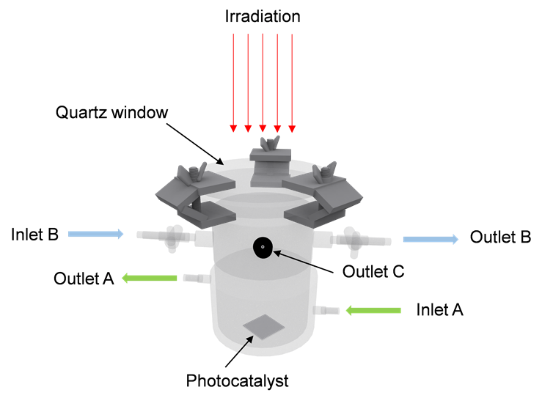 Irradiation
Quartz window
Inlet B
Outlet B
Outlet C
Outlet A
Inlet A
Photocatalyst